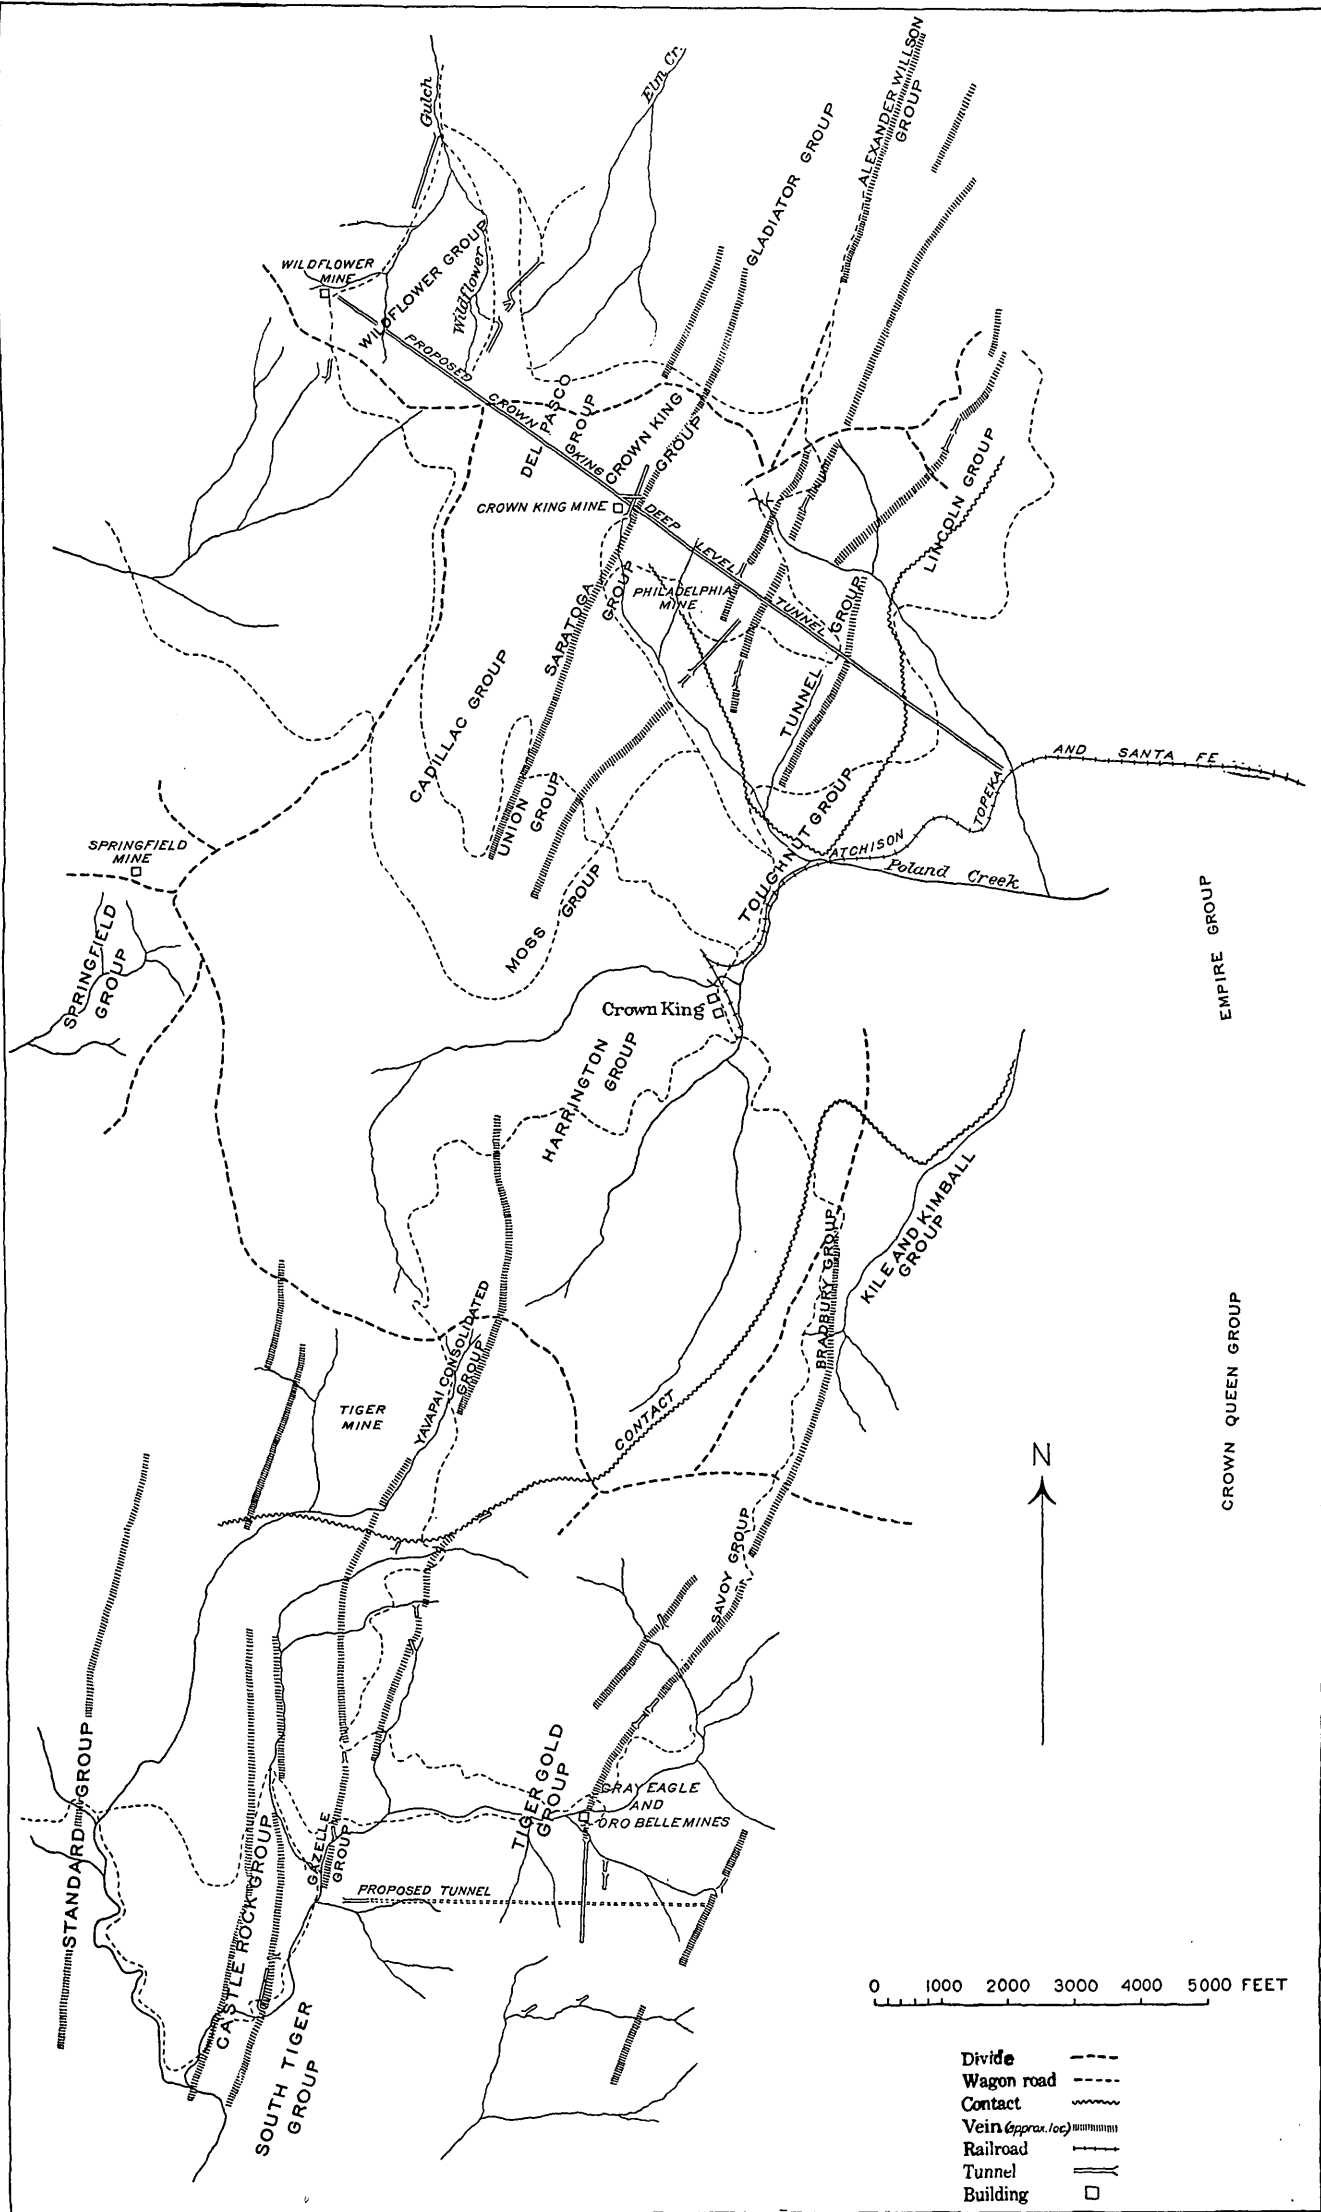 Gulch
Elm Cr.
ALEXANDER WILLSON
GROUP
GLADIATOR GROUP
WILDFLOWER
MINE
WILDFLOWER GROUP
Wildflower
PROPOSED CROWN KING DEEP LEVEL TUNNEL
DEL PASCO
GROUP
CROWN KING
GROUP
CROWN KING MINE
LINCOLN GROUP
PHILADELPHIA
MINE
SARATOGA
GROUP
TUNNEL GROUP
CADILLAC GROUP
ATCHISON TOPEKA AND SANTA FE
UNION
GROUP
TOUGHNUT GROUP
Poland Creek
SPRINGFIELD
MINE
MOSS GROUP
SPRINGFIELD
GROUP
EMPIRE GROUP
Crown King
HARRINGTON
GROUP
KILE AND KIMBALL
GROUP
BRADBURY GROUP
YAVAPAI CONSOLIDATED
GROUP
CROWN QUEEN GROUP
TIGER
MINE
CONTACT
N
SAVOY GROUP
STANDARD GROUP
TIGER GOLD
GROUP
GRAY EAGLE
AND
ORO BELLE MINES
CASTLE ROCK GROUP
GAZELLE
GROUP
PROPOSED TUNNEL
SOUTH TIGER
GROUP
0 1000 2000 3000 4000 5000 FEET
Divide
Wagon road
Contact
Vein (approx. loc)
Railroad
Tunnel
Building